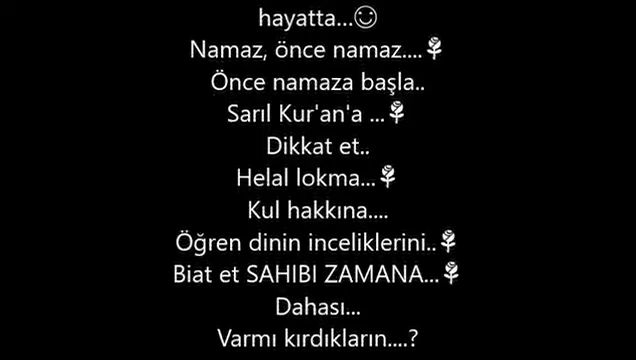 hayatta...☺
Namaz, önce namaz....🌹
Önce namaza başla..
Sarıl Kur'an'a ...🌹
Dikkat et..
Helal lokma...🌹
Kul hakkına....
Öğren dinin inceliklerini..🌹
Biat et SAHIBI ZAMANA...🌹
Dahası...
Varmı kırdıkların....?